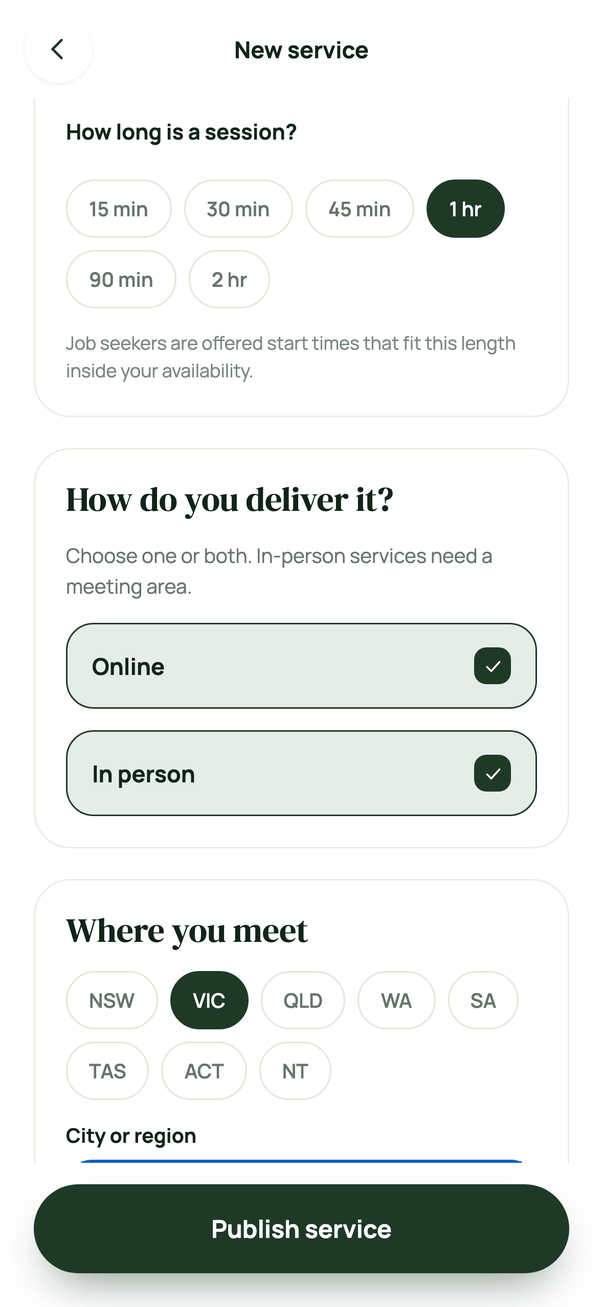 New service
How long is a session?
15 min
30 min
45 min
1 hr
90 min
2 hr
Job seekers are offered start times that fit this length
inside your availability.
How do you deliver it?
Choose one or both. In-person services need a
meeting area.
Online
In person
Where you meet
NSW
VIC
QLD
WA
SA
TAS
ACT
NT
City or region
Publish service